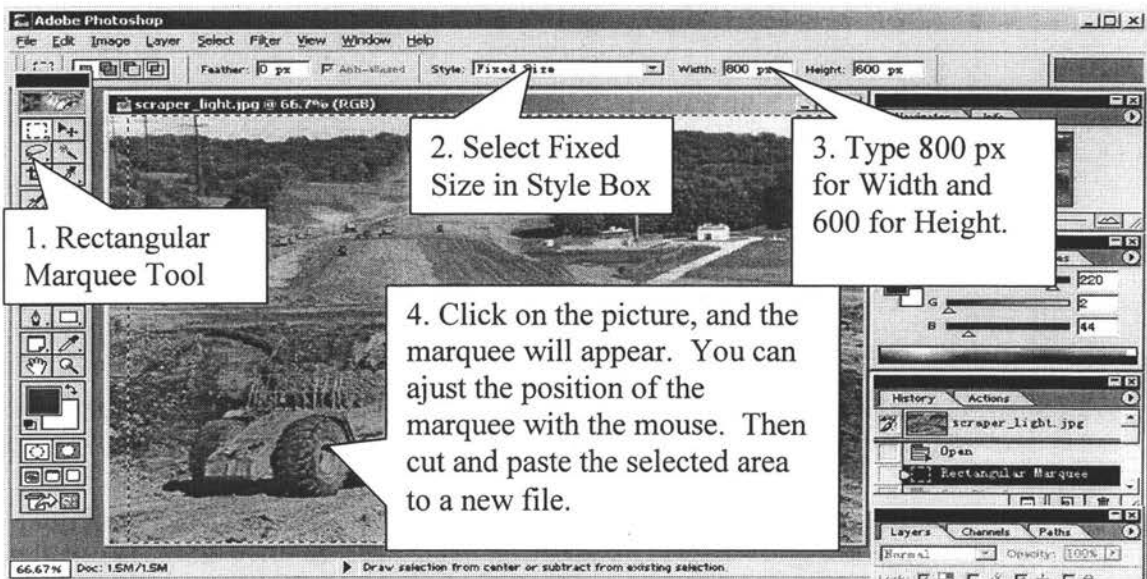 Adobe Photoshop
File Edit Image Layer Select Filter View Window Help
Feather: 0 px Anti-aliased Style: Fixed Size Width: 800 px Height: 600 px
scraper_light.jpg @ 66.7% (RGB)
2. Select Fixed
Size in Style Box
3. Type 800 px
for Width and
600 for Height.
1. Rectangular
Marquee Tool
220
G 2
B 44
4. Click on the picture, and the
marquee will appear. You can
ajust the position of the
marquee with the mouse. Then
cut and paste the selected area
to a new file.
History Actions
scraper_light.jpg
Open
Rectangular Marquee
Layers Channels Paths
Normal Opacity: 100%
66.67% Doc: 1.5M/1.5M Draw selection from center or subtract from existing selection.